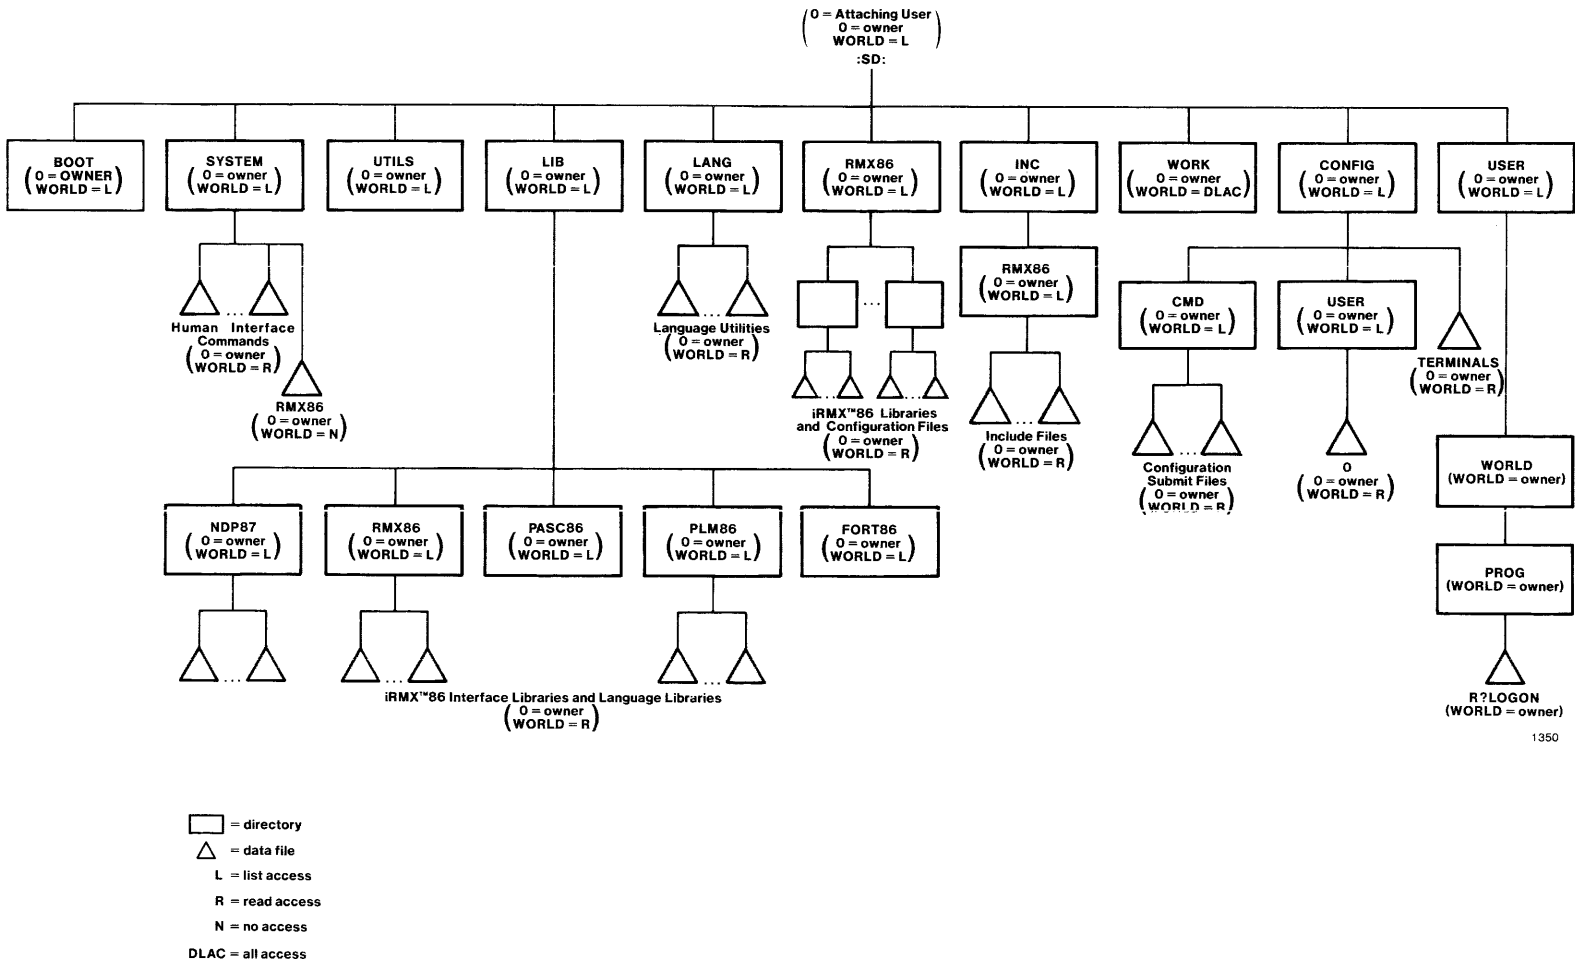 0 = Attaching User
0 = owner
WORLD = L
:SD:
BOOT
0 = OWNER
WORLD = L
SYSTEM
0 = owner
WORLD = L
UTILS
0 = owner
WORLD = L
LIB
0 = owner
WORLD = L
LANG
0 = owner
WORLD = L
RMX86
0 = owner
WORLD = L
INC
0 = owner
WORLD = L
WORK
0 = owner
WORLD = DLAC
CONFIG
0 = owner
WORLD = L
USER
0 = owner
WORLD = L
...
Human Interface
Commands
0 = owner
WORLD = R
RMX86
0 = owner
WORLD = N
...
Language Utilities
0 = owner
WORLD = R
...
... ...
iRMX™86 Libraries
and Configuration Files
0 = owner
WORLD = R
RMX86
0 = owner
WORLD = L
...
Include Files
0 = owner
WORLD = R
CMD
0 = owner
WORLD = L
...
Configuration
Submit Files
0 = owner
WORLD = R
USER
0 = owner
WORLD = L
0
0 = owner
WORLD = R
TERMINALS
0 = owner
WORLD = R
WORLD
(WORLD = owner)
PROG
(WORLD = owner)
R?LOGON
(WORLD = owner)
NDP87
0 = owner
WORLD = L
RMX86
0 = owner
WORLD = L
PASC86
0 = owner
WORLD = L
PLM86
0 = owner
WORLD = L
FORT86
0 = owner
WORLD = L
... ... ...
iRMX™86 Interface Libraries and Language Libraries
0 = owner
WORLD = R
1350
= directory
= data file
L = list access
R = read access
N = no access
DLAC = all access